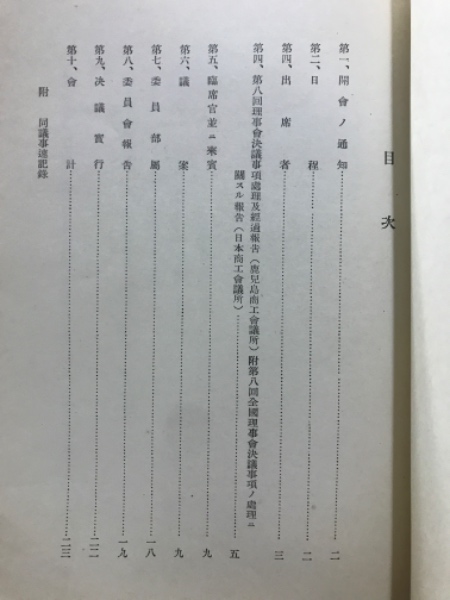 目次
第一、開會ノ通知 二
第二、日程 二
第四、出席者 三
第四、第八回理事會決議事項處理及經過報告（鹿兒島商工會議所）附第八回全國理事會決議事項ノ處理ニ
關スル報告（日本商工會議所） 五
第五、臨席官並ニ來賓 九
第六、議案 九
第七、委員部屬 一八
第八、委員會報告 一九
第九、決議實行 二二
第十、會計 二三
附 同議事速記錄